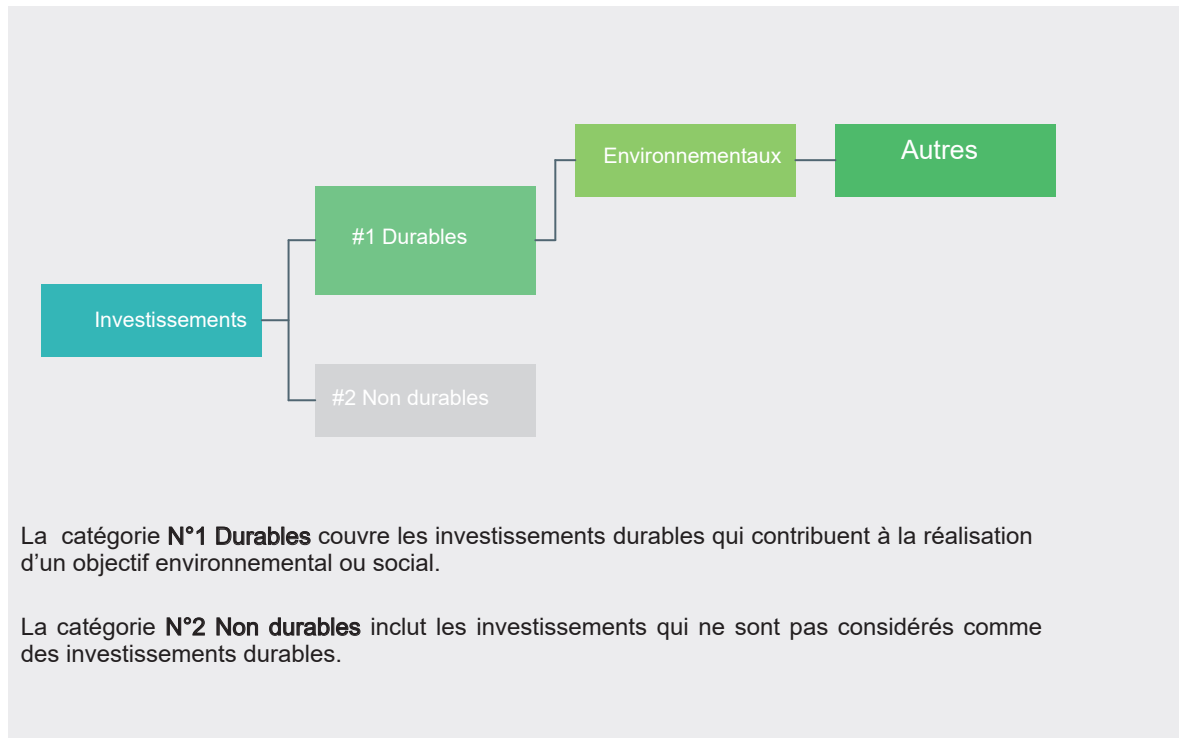 Environnementaux
Autres
#1 Durables
Investissements
#2 Non durables
La catégorie N°1 Durables couvre les investissements durables qui contribuent à la réalisation
d’un objectif environnemental ou social.
La catégorie N°2 Non durables inclut les investissements qui ne sont pas considérés comme
des investissements durables.